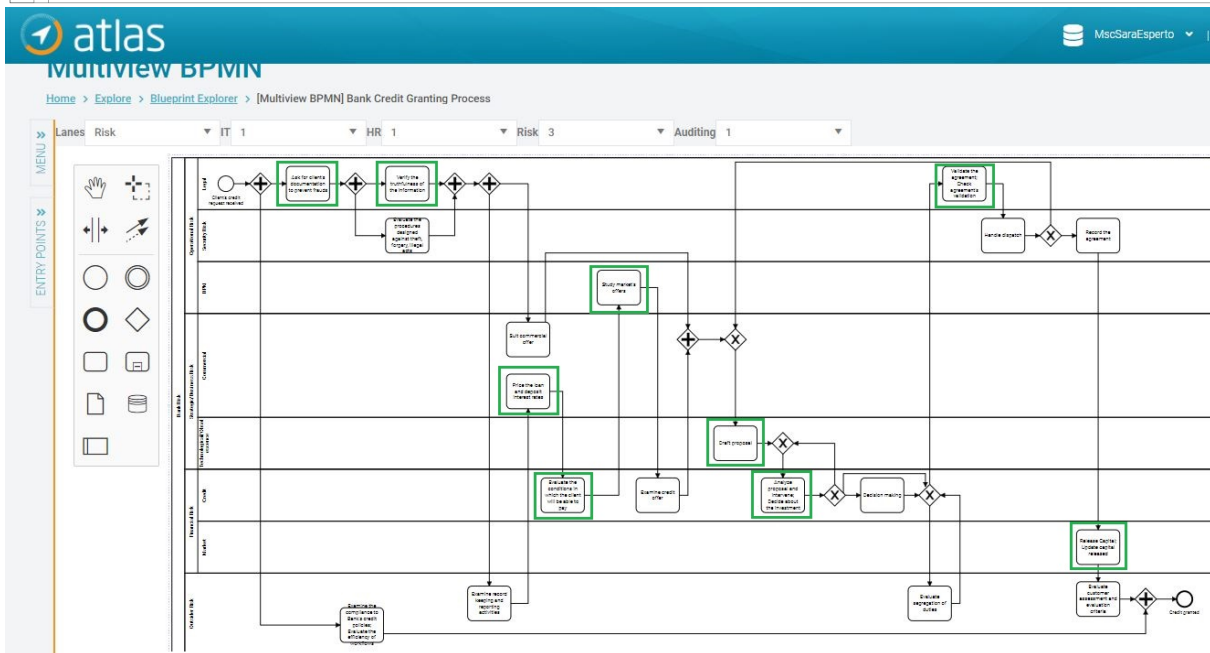 atlas
MscSaraEsperto
Multiview BPMN
Home > Explore > Blueprint Explorer > [Multiview BPMN] Bank Credit Granting Process
Lanes Risk IT 1 HR 1 Risk 3 Auditing 1
MENU
ENTRY POINTS
Bank Risk
Operational Risk
Legal
Security Risk
BPM
Strategic/Business Risk
Commercial
Financial Risk
Credit
Market
Outsider Risk
Client's credit
request received
Ask for client's
documentation
to prevent frauds
Verify the
truthfulness of
the information
Evaluate the
procedures
designed
against theft,
forgery, illegal
acts
Validate the
agreement;
Check
agreement's
validation
Handle dispatch
Record the
agreement
Study market's
offers
Suit commercial
offer
Price the loan
and deposit
interest rates
Draft proposal
Evaluate the
conditions in
which the client
will be able to
pay
Examine credit
offer
Analyze
proposal and
intervene;
Decide about
the investment
Decision making
Release Capital;
Update capital
released
Examine record
keeping and
reporting
activities
Evaluate
segregation of
duties
Evaluate
customer
assessment and
evaluation
criteria
Credit granted
Examine the
compliance to
Bank's credit
policies;
Evaluate the
efficiency of
workflows